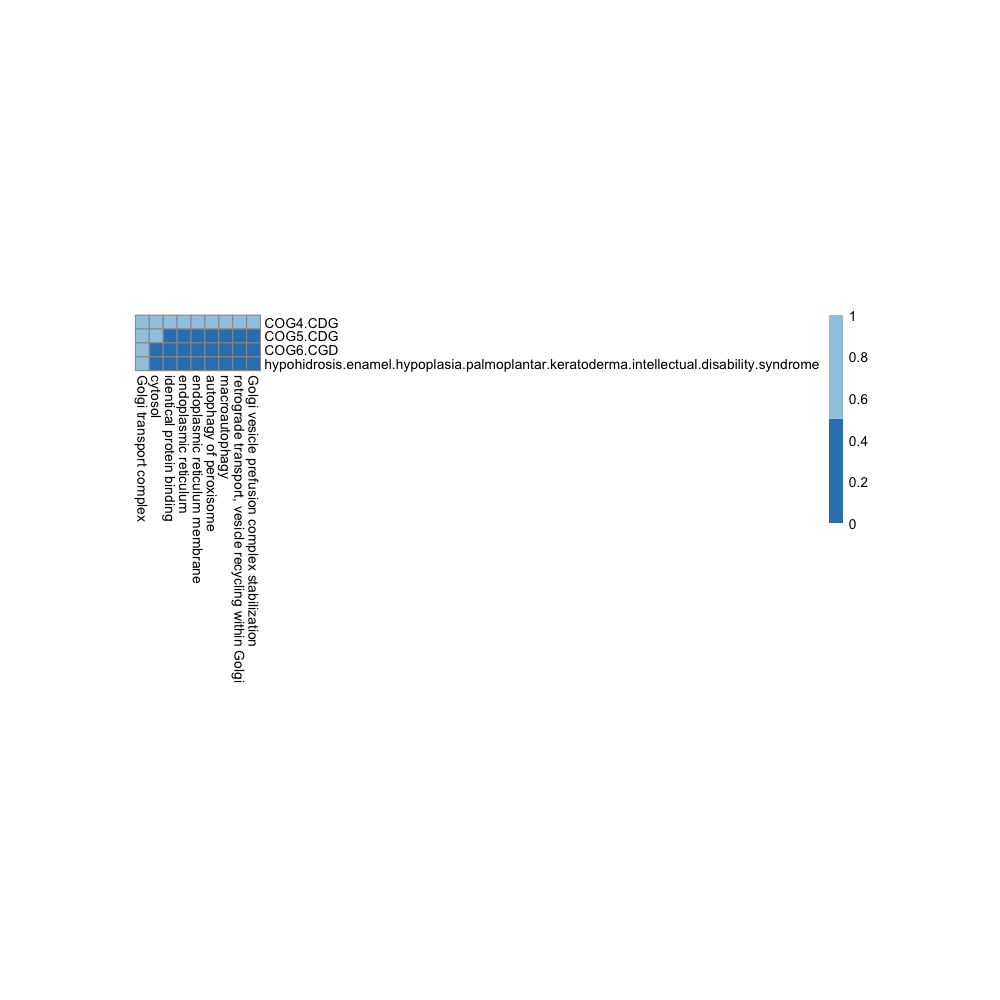 COG4.CDG
COG5.CDG
COG6.CGD
hypohidrosis.enamel.hypoplasia.palmoplantar.keratoderma.intellectual.disability.syndrome
Golgi transport complex
cytosol
identical protein binding
endoplasmic reticulum
endoplasmic reticulum membrane
autophagy of peroxisome
macroautophagy
retrograde transport, vesicle recycling within Golgi
Golgi vesicle prefusion complex stabilization
1
0.8
0.6
0.4
0.2
0